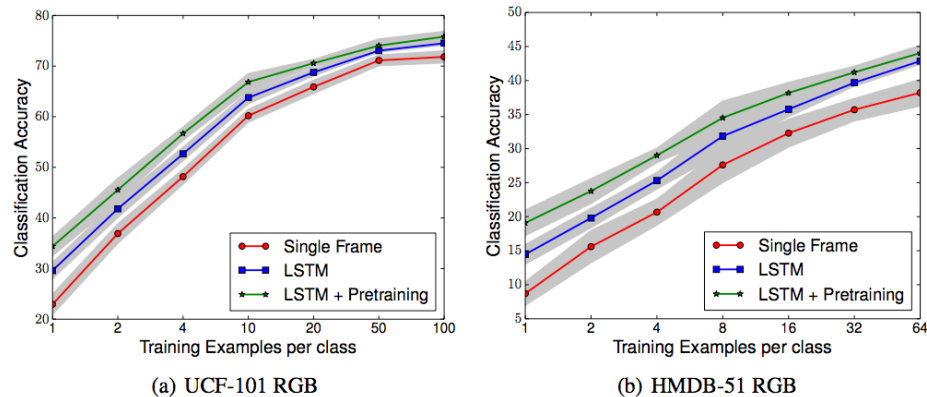 80
70
60
50
40
30
20
Classification Accuracy
Single Frame
LSTM
LSTM + Pretraining
1 2 4 10 20 50 100
Training Examples per class
(a) UCF-101 RGB
50
45
40
35
30
25
20
15
10
5
Classification Accuracy
Single Frame
LSTM
LSTM + Pretraining
1 2 4 8 16 32 64
Training Examples per class
(b) HMDB-51 RGB